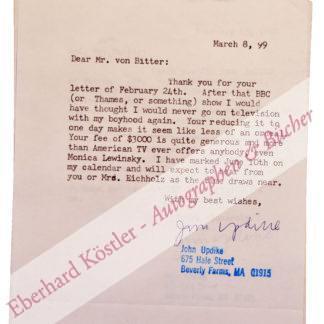 March 8, 99
Dear Mr. von Bitter:
Thank you for your
letter of February 24th. After that BBC
(or Thames, or something) show I would
have thought I would never go on television
with my boyhood again. Your reducing it to
one day makes it seem like less of an
Your fee of $3000 is quite generous
than American TV ever offers anybody, even
Monica Lewinsky. I have marked June 10th on
my calendar and will expect to from
you or Mrs. Eichholz as the draws near.
With my best wishes,
John Updike
John Updike
675 Hale Street
Beverly Farms, MA 01915
Eberhard Köstler - Autographen & Bücher